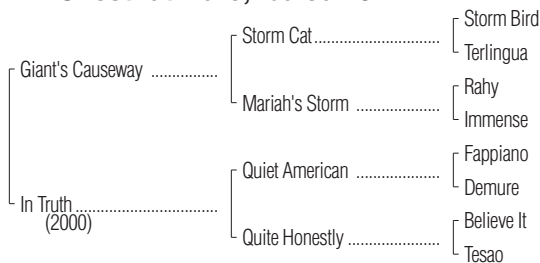 Storm Bird
Storm Cat
Terlingua
Giant's Causeway
Rahy
Mariah's Storm
Immense
Fappiano
Quiet American
Demure
In Truth
(2000)
Believe It
Quite Honestly
Tesao